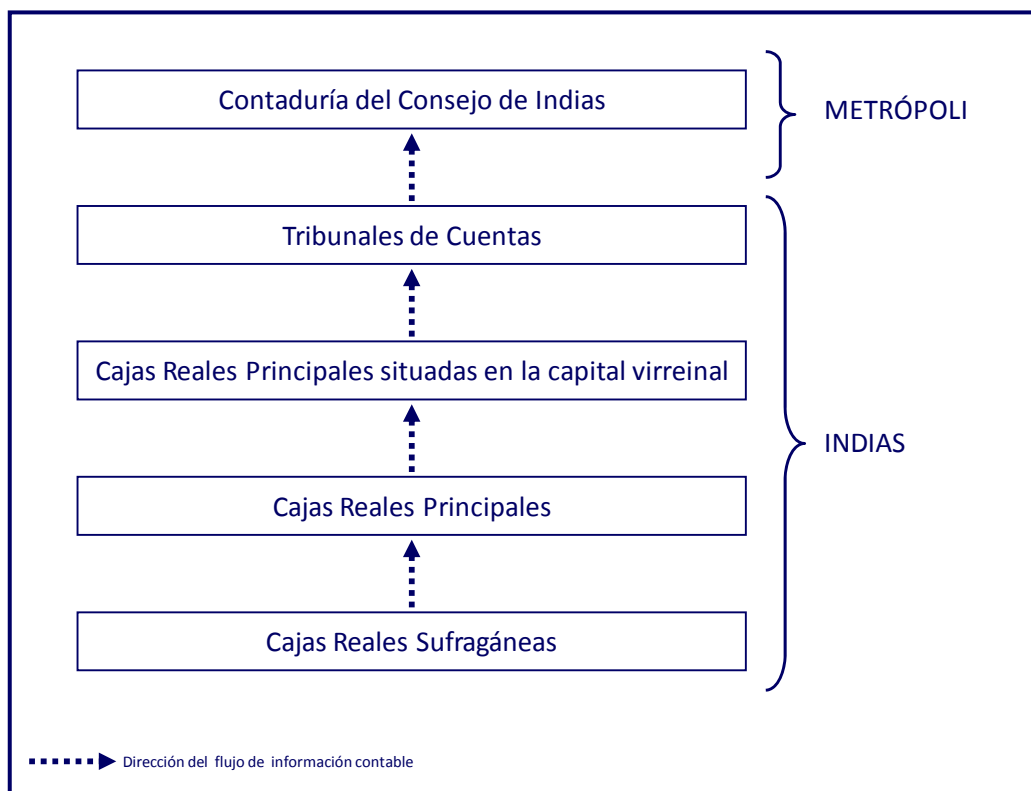 Contaduría del Consejo de Indias
METRÓPOLI
Tribunales de Cuentas
Cajas Reales Principales situadas en la capital virreinal
INDIAS
Cajas Reales Principales
Cajas Reales Sufragáneas
Dirección del flujo de información contable